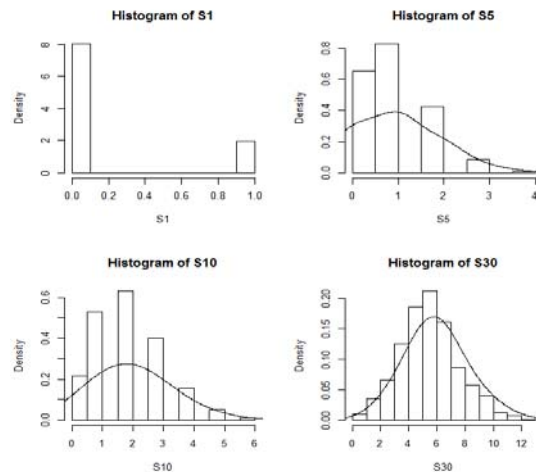 Histogram of S1
Histogram of S5
Density
0 2 4 6 8
0.0 0.2 0.4 0.6 0.8 1.0
S1
Density
0.0 0.2 0.4 0.6 0.8
0 1 2 3 4
S5
Histogram of S10
Histogram of S30
Density
0.0 0.2 0.4 0.6
0 1 2 3 4 5 6
S10
Density
0.00 0.05 0.10 0.15 0.20
0 2 4 6 8 10 12
S30